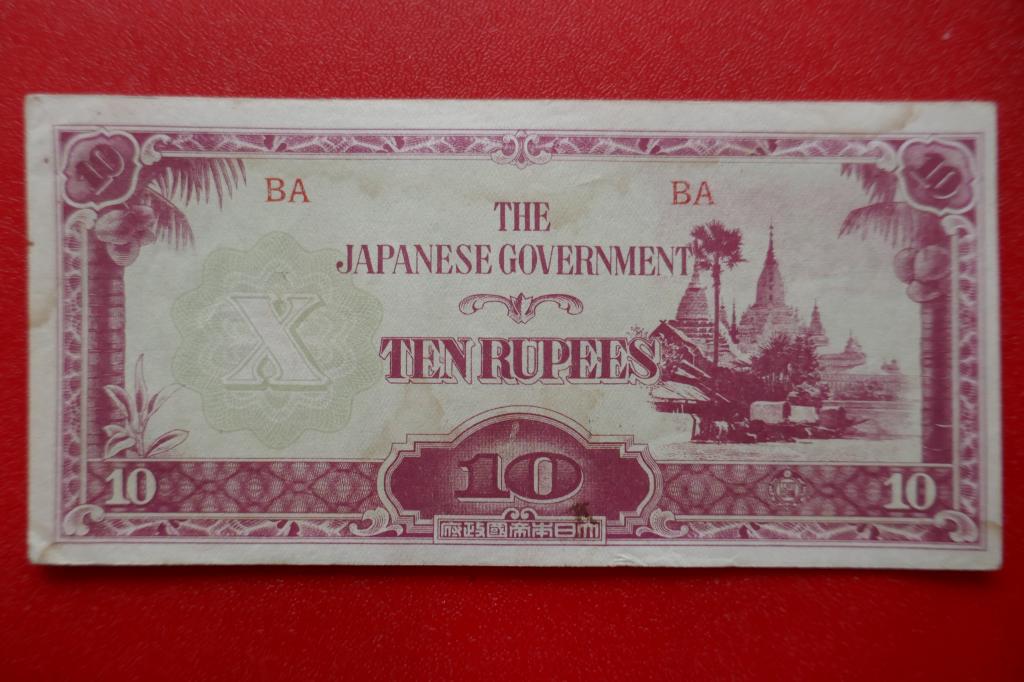 10 10
BA BA
THE
JAPANESE GOVERNMENT
X
TEN RUPEES
10 10 10
府政國帝本日大